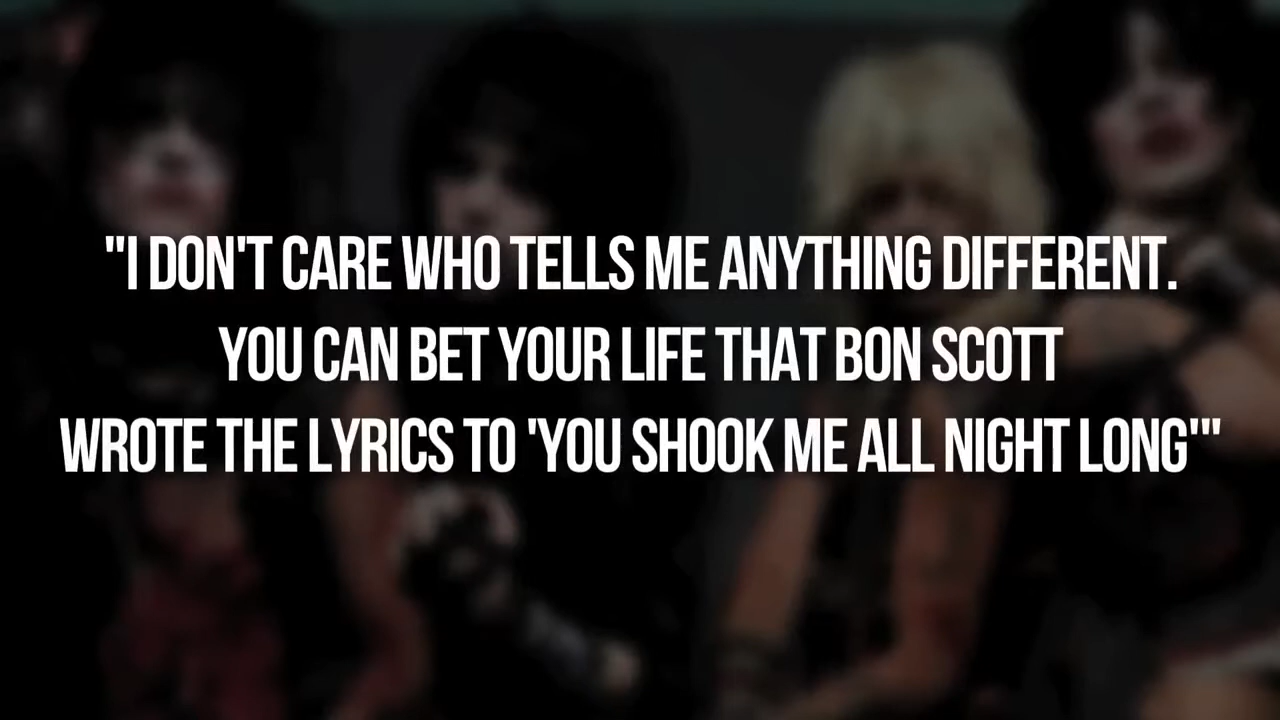 "I DON'T CARE WHO TELLS ME ANYTHING DIFFERENT.
YOU CAN BET YOUR LIFE THAT BON SCOTT
WROTE THE LYRICS TO 'YOU SHOOK ME ALL NIGHT LONG'"